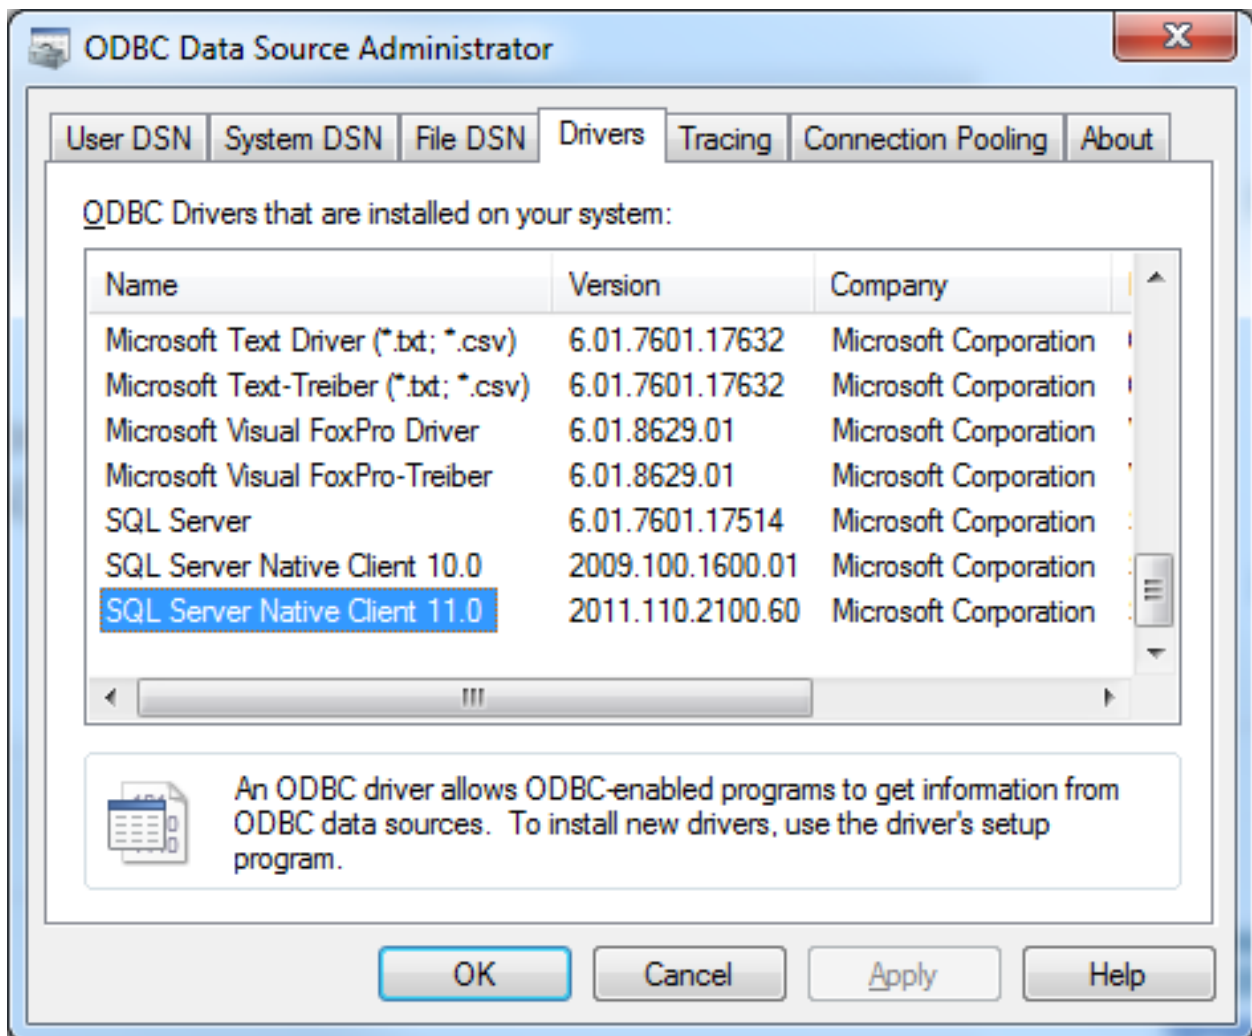 ODBC Data Source Administrator
User DSN System DSN File DSN Drivers Tracing Connection Pooling About
ODBC Drivers that are installed on your system:
Name Version Company
Microsoft Text Driver (*.txt; *.csv) 6.01.7601.17632 Microsoft Corporation
Microsoft Text-Treiber (*.txt; *.csv) 6.01.7601.17632 Microsoft Corporation
Microsoft Visual FoxPro Driver 6.01.8629.01 Microsoft Corporation
Microsoft Visual FoxPro-Treiber 6.01.8629.01 Microsoft Corporation
SQL Server 6.01.7601.17514 Microsoft Corporation
SQL Server Native Client 10.0 2009.100.1600.01 Microsoft Corporation
SQL Server Native Client 11.0 2011.110.2100.60 Microsoft Corporation
An ODBC driver allows ODBC-enabled programs to get information from
ODBC data sources. To install new drivers, use the driver's setup
program.
OK Cancel Apply Help